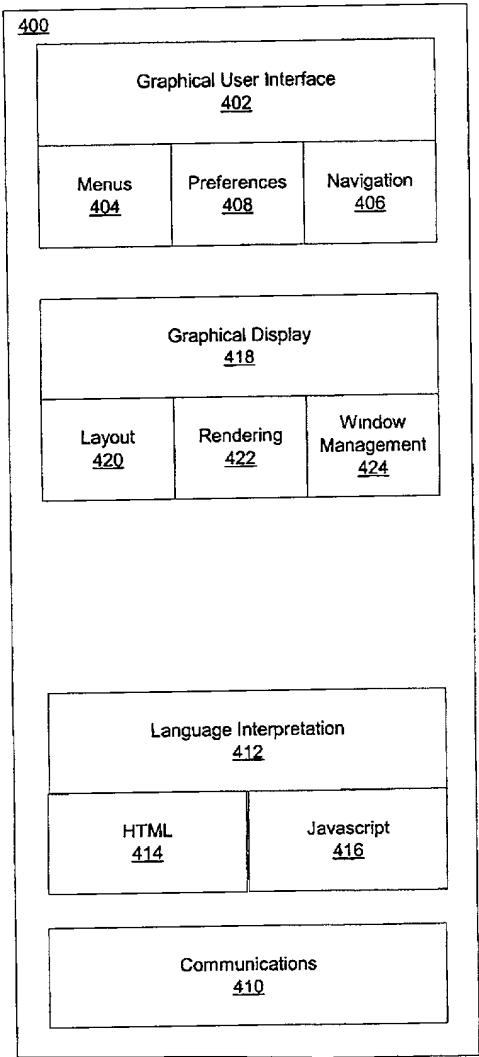 400
Graphical User Interface
402
Menus
404
Preferences
408
Navigation
406
Graphical Display
418
Layout
420
Rendering
422
Window
Management
424
Language Interpretation
412
HTML
414
Javascript
416
Communications
410